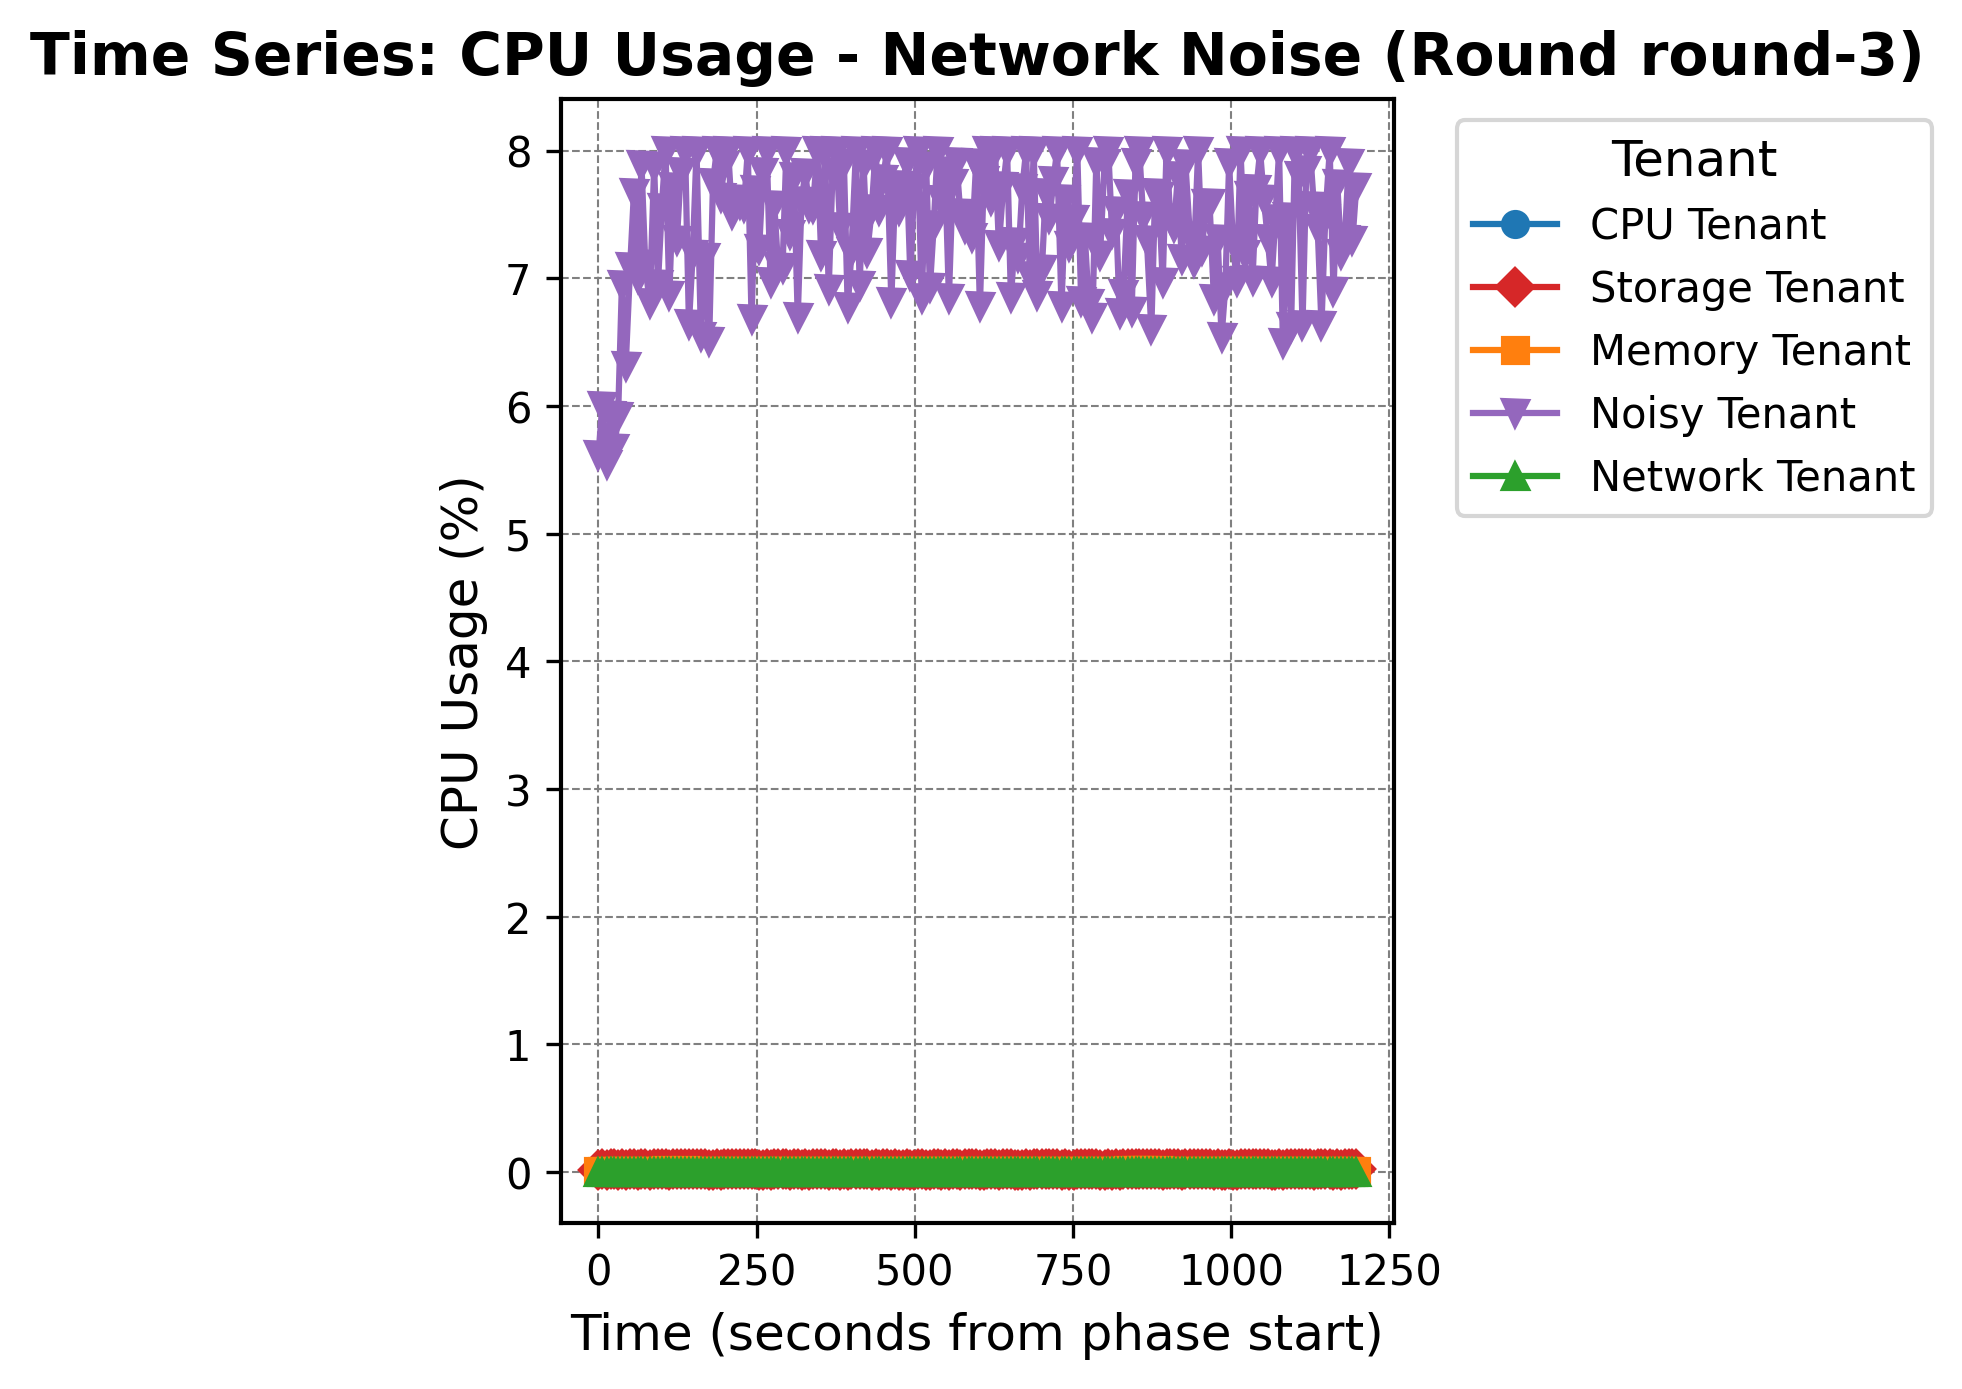 Time Series: CPU Usage - Network Noise (Round round-3)
CPU Usage (%)
8
7
6
5
4
3
2
1
0
0 250 500 750 1000 1250
Time (seconds from phase start)
Tenant
CPU Tenant
Storage Tenant
Memory Tenant
Noisy Tenant
Network Tenant